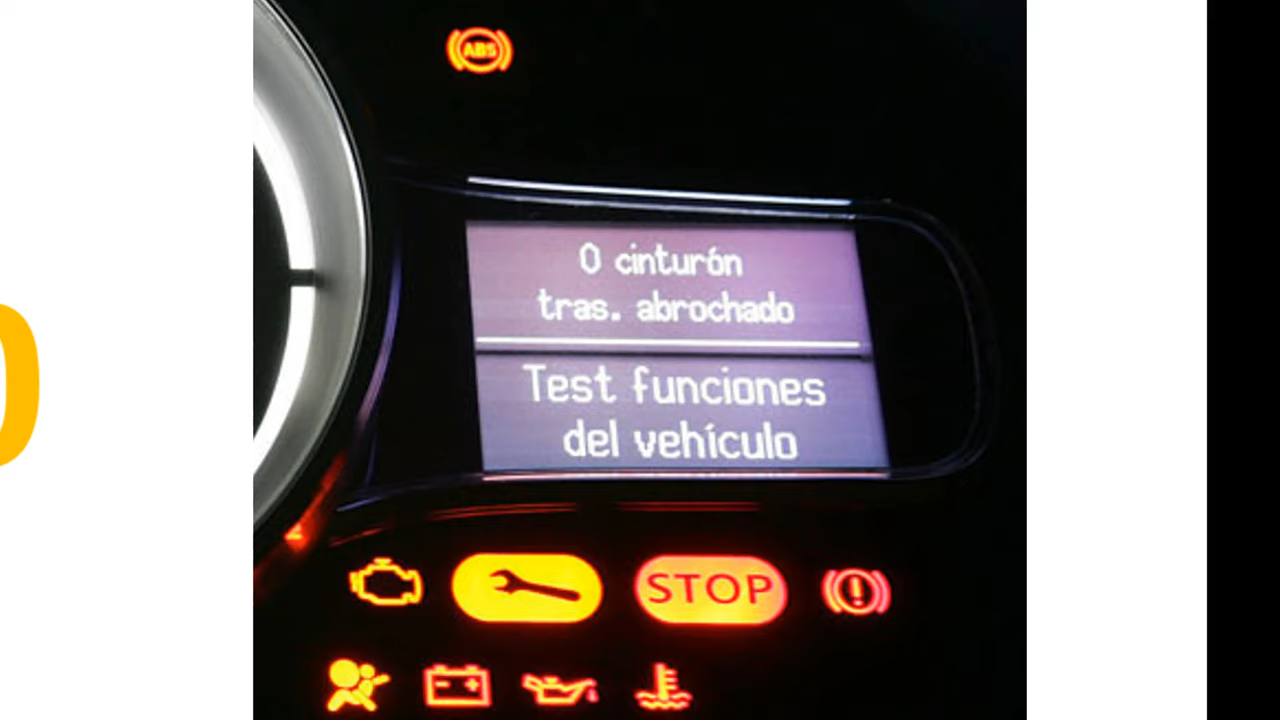 ABS
0 cinturón
tras. abrochado
Test funciones
del vehículo
STOP